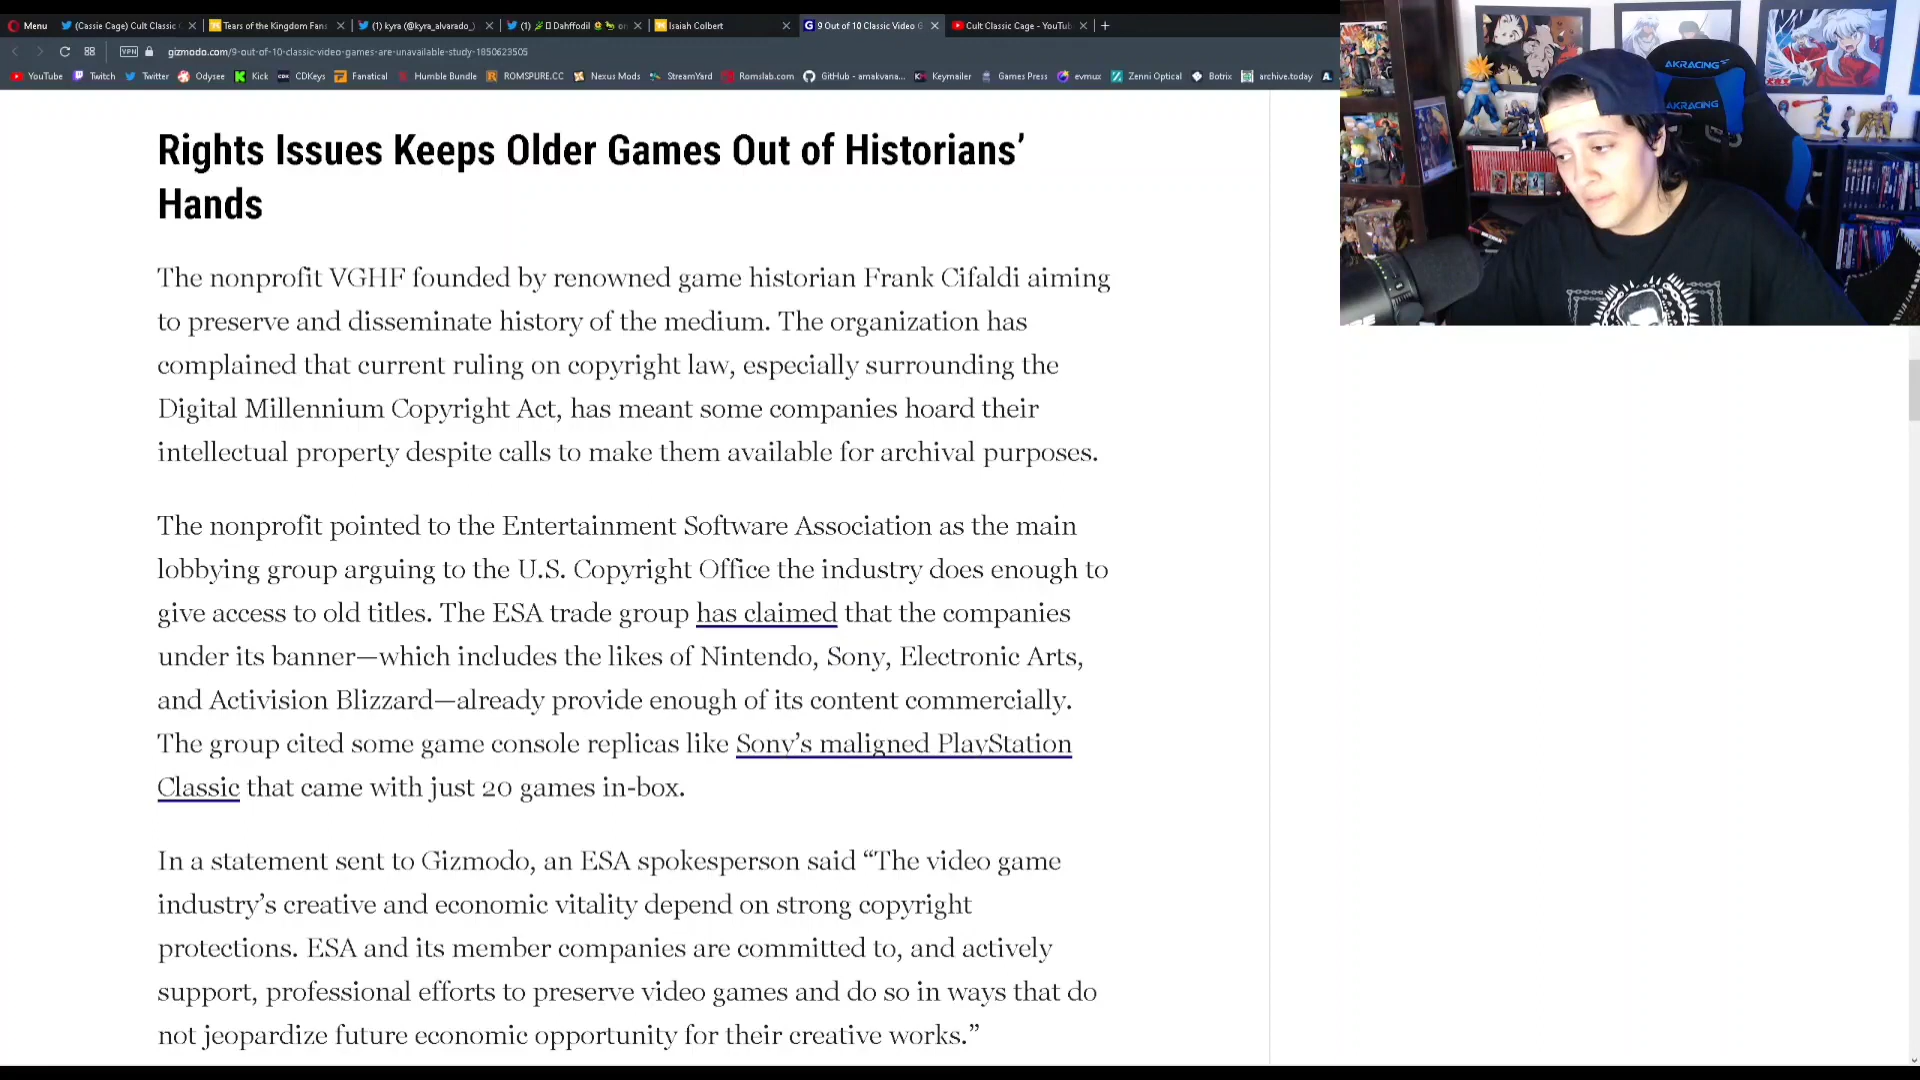 Menu
(Cassie Cage) Cult Classic
Tears of the Kingdom Fans
(1) kyra (@kyra_alvarado_)
(1)
Dahffodil
on
Isaiah Colbert
9 Out of 10 Classic Video G
Cult Classic Cage - YouTub
VPN
gizmodo.com/9-out-of-10-classic-video-games-are-unavailable-study-1850623505
YouTube
Twitch
Twitter
Odysee
Kick
CDKeys
Fanatical
Humble Bundle
ROMSPURE.CC
Nexus Mods
StreamYard
Romslab.com
GitHub - amakvana...
Keymailer
Games Press
evmux
Zenni Optical
Botrix
archive.today
AKRACING
AKRACING
Rights Issues Keeps Older Games Out of Historians’
Hands
The nonprofit VGHF founded by renowned game historian Frank Cifaldi aiming
to preserve and disseminate history of the medium. The organization has
complained that current ruling on copyright law, especially surrounding the
Digital Millennium Copyright Act, has meant some companies hoard their
intellectual property despite calls to make them available for archival purposes.
The nonprofit pointed to the Entertainment Software Association as the main
lobbying group arguing to the U.S. Copyright Office the industry does enough to
give access to old titles. The ESA trade group has claimed that the companies
under its banner—which includes the likes of Nintendo, Sony, Electronic Arts,
and Activision Blizzard—already provide enough of its content commercially.
The group cited some game console replicas like Sony’s maligned PlayStation
Classic that came with just 20 games in-box.
In a statement sent to Gizmodo, an ESA spokesperson said “The video game
industry’s creative and economic vitality depend on strong copyright
protections. ESA and its member companies are committed to, and actively
support, professional efforts to preserve video games and do so in ways that do
not jeopardize future economic opportunity for their creative works.”